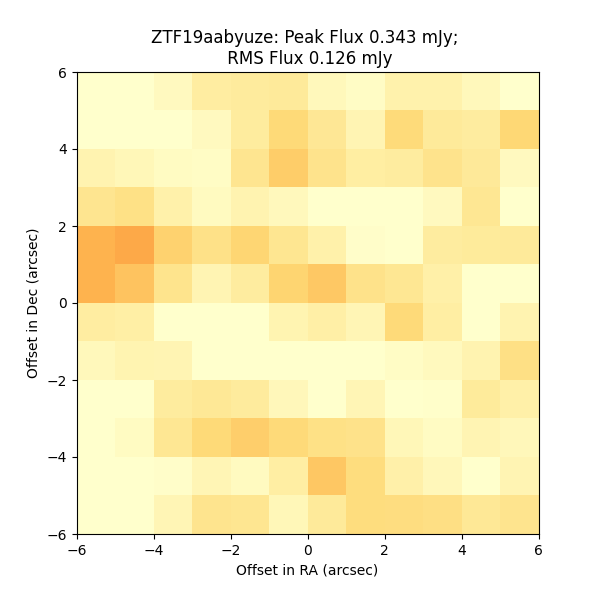 ZTF19aabyuze: Peak Flux 0.343 mJy;
RMS Flux 0.126 mJy
6
4
2
0
−2
−4
−6
Offset in Dec (arcsec)
−6 −4 −2 0 2 4 6
Offset in RA (arcsec)